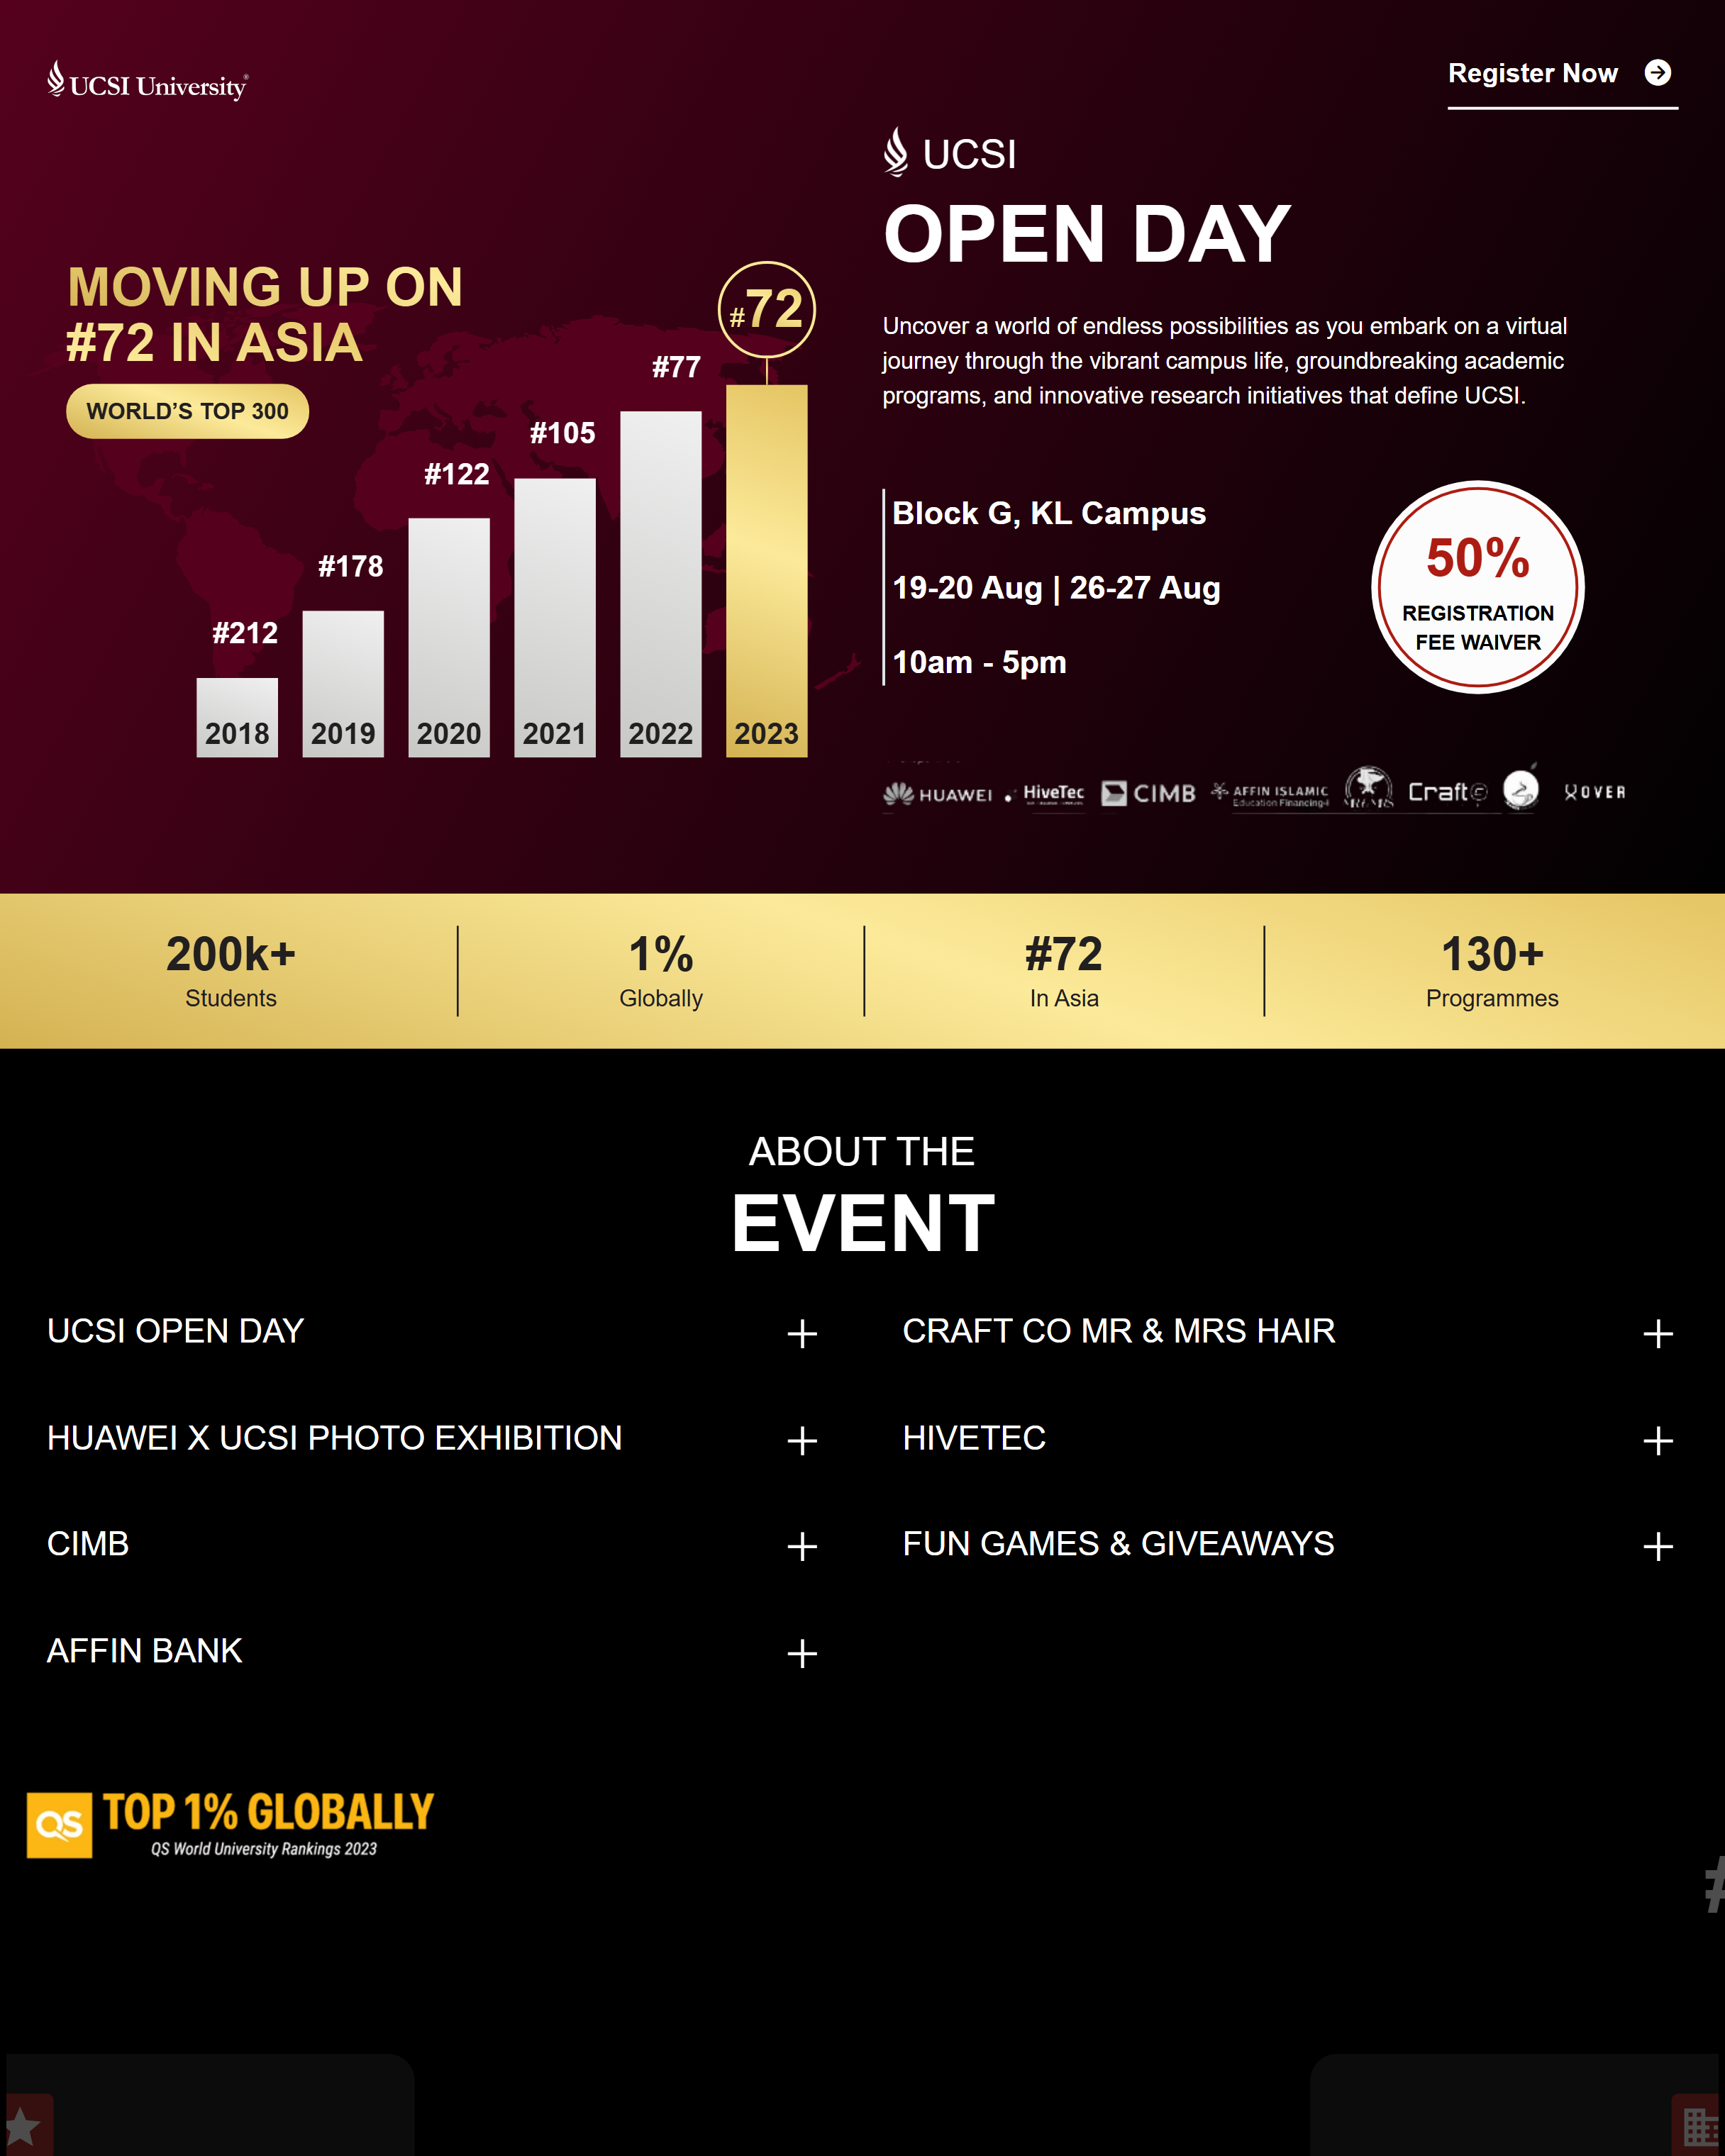 UCSI University®
Register Now
UCSI
OPEN DAY
MOVING UP ON
#72 IN ASIA
WORLD'S TOP 300
#72
#77
#105
#122
#178
#212
2018 2019 2020 2021 2022 2023
Uncover a world of endless possibilities as you embark on a virtual
journey through the vibrant campus life, groundbreaking academic
programs, and innovative research initiatives that define UCSI.
Block G, KL Campus
19-20 Aug | 26-27 Aug
10am - 5pm
50%
REGISTRATION
FEE WAIVER
HUAWEI
HiveTec
CIMB
AFFIN ISLAMIC
Education Financing-i
Craft
OVER
200k+
Students
1%
Globally
#72
In Asia
130+
Programmes
ABOUT THE
EVENT
UCSI OPEN DAY
HUAWEI X UCSI PHOTO EXHIBITION
CIMB
AFFIN BANK
CRAFT CO MR & MRS HAIR
HIVETEC
FUN GAMES & GIVEAWAYS
QS
TOP 1% GLOBALLY
QS World University Rankings 2023
#